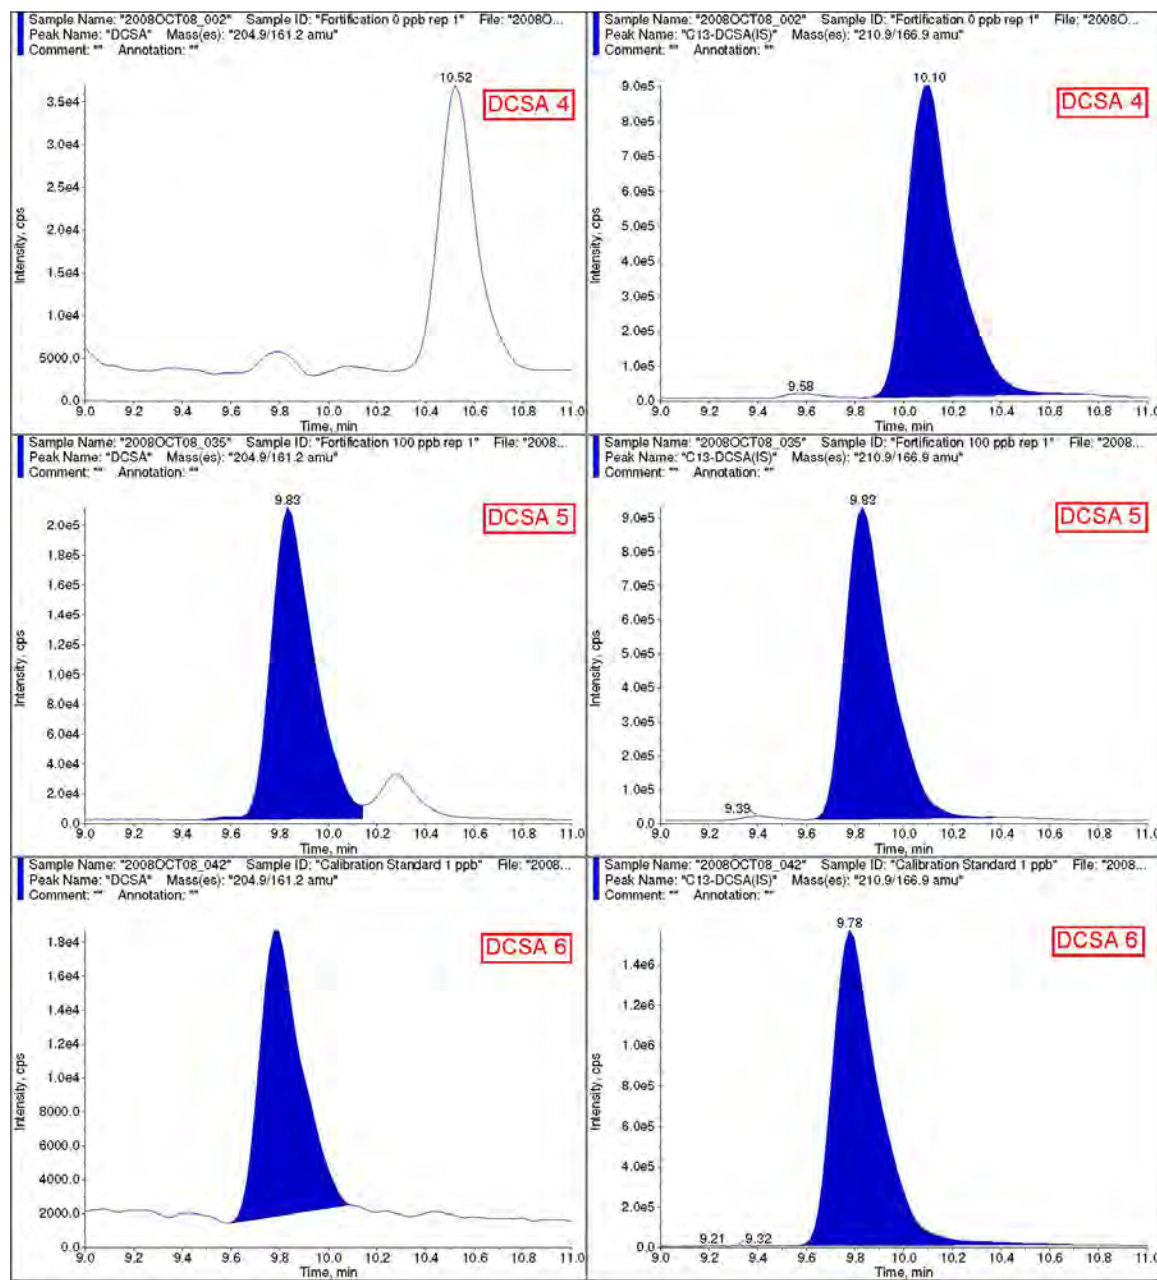 Sample Name: "2008OCT08_002" Sample ID: "Fortification 0 ppb rep 1" File: "2008O...
Peak Name: "DCSA" Mass(es): "204.9/161.2 amu"
Comment: "" Annotation: ""
10.52
DCSA 4
3.5e4
3.0e4
2.5e4
2.0e4
1.5e4
1.0e4
5000.0
0.0
Intensity, cps
9.0 9.2 9.4 9.6 9.8 10.0 10.2 10.4 10.6 10.8 11.0
Time, min
Sample Name: "2008OCT08_002" Sample ID: "Fortification 0 ppb rep 1" File: "2008O...
Peak Name: "C13-DCSA(IS)" Mass(es): "210.9/166.9 amu"
Comment: "" Annotation: ""
10.10
DCSA 4
9.0e5
8.0e5
7.0e5
6.0e5
5.0e5
4.0e5
3.0e5
2.0e5
1.0e5
0.0
9.58
Intensity, cps
9.0 9.2 9.4 9.6 9.8 10.0 10.2 10.4 10.6 10.8 11.0
Time, min
Sample Name: "2008OCT08_035" Sample ID: "Fortification 100 ppb rep 1" File: "2008...
Peak Name: "DCSA" Mass(es): "204.9/161.2 amu"
Comment: "" Annotation: ""
9.83
DCSA 5
2.0e5
1.8e5
1.6e5
1.4e5
1.2e5
1.0e5
8.0e4
6.0e4
4.0e4
2.0e4
0.0
Intensity, cps
9.0 9.2 9.4 9.6 9.8 10.0 10.2 10.4 10.6 10.8 11.0
Time, min
Sample Name: "2008OCT08_035" Sample ID: "Fortification 100 ppb rep 1" File: "2008...
Peak Name: "C13-DCSA(IS)" Mass(es): "210.9/166.9 amu"
Comment: "" Annotation: ""
9.83
DCSA 5
9.0e5
8.0e5
7.0e5
6.0e5
5.0e5
4.0e5
3.0e5
2.0e5
1.0e5
0.0
9.39
Intensity, cps
9.0 9.2 9.4 9.6 9.8 10.0 10.2 10.4 10.6 10.8 11.0
Time, min
Sample Name: "2008OCT08_042" Sample ID: "Calibration Standard 1 ppb" File: "2008...
Peak Name: "DCSA" Mass(es): "204.9/161.2 amu"
Comment: "" Annotation: ""
DCSA 6
1.8e4
1.6e4
1.4e4
1.2e4
1.0e4
8000.0
6000.0
4000.0
2000.0
0.0
Intensity, cps
9.0 9.2 9.4 9.6 9.8 10.0 10.2 10.4 10.6 10.8 11.0
Time, min
Sample Name: "2008OCT08_042" Sample ID: "Calibration Standard 1 ppb" File: "2008...
Peak Name: "C13-DCSA(IS)" Mass(es): "210.9/166.9 amu"
Comment: "" Annotation: ""
9.78
DCSA 6
1.4e6
1.2e6
1.0e6
8.0e5
6.0e5
4.0e5
2.0e5
0.0
9.21 9.32
Intensity, cps
9.0 9.2 9.4 9.6 9.8 10.0 10.2 10.4 10.6 10.8 11.0
Time, min